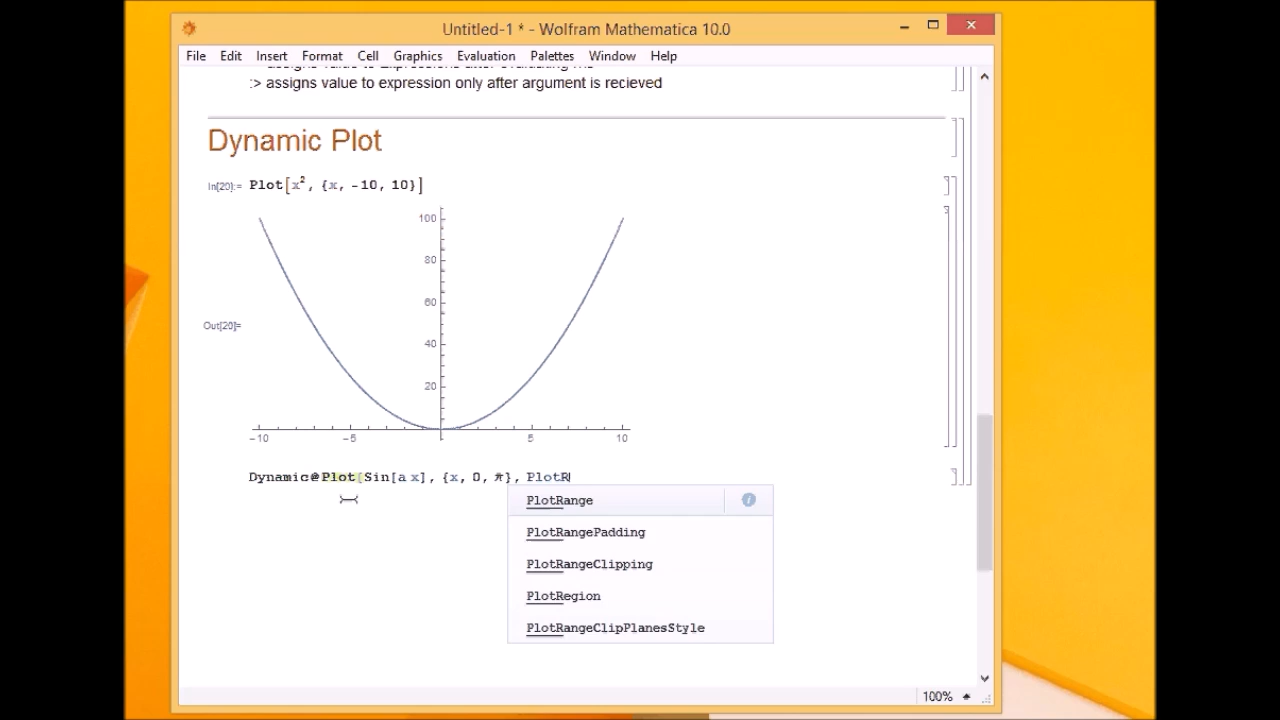 Untitled-1 * - Wolfram Mathematica 10.0
File Edit Insert Format Cell Graphics Evaluation Palettes Window Help
:> assigns value to expression only after argument is recieved
Dynamic Plot
In[20]:= Plot[x², {x, -10, 10}]
100
80
60
40
20
Out[20]=
-10 -5 5 10
Dynamic@Plot[Sin[a x], {x, 0, π}, PlotR
PlotRange
PlotRangePadding
PlotRangeClipping
PlotRegion
PlotRangeClipPlanesStyle
100%